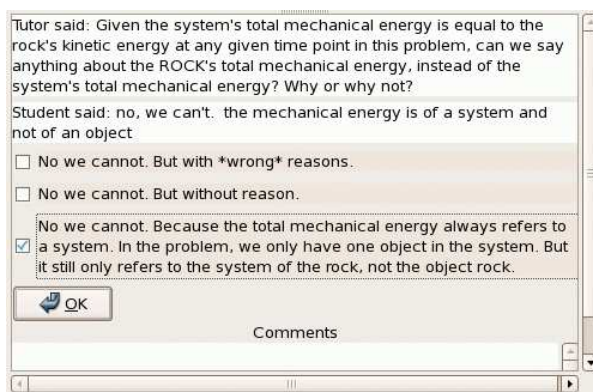 Tutor said: Given the system's total mechanical energy is equal to the
rock's kinetic energy at any given time point in this problem, can we say
anything about the ROCK's total mechanical energy, instead of the
system's total mechanical energy? Why or why not?
Student said: no, we can't.  the mechanical energy is of a system and
not of an object
No we cannot. But with *wrong* reasons.
No we cannot. But without reason.
No we cannot. Because the total mechanical energy always refers to
a system. In the problem, we only have one object in the system. But
it still only refers to the system of the rock, not the object rock.
OK
Comments